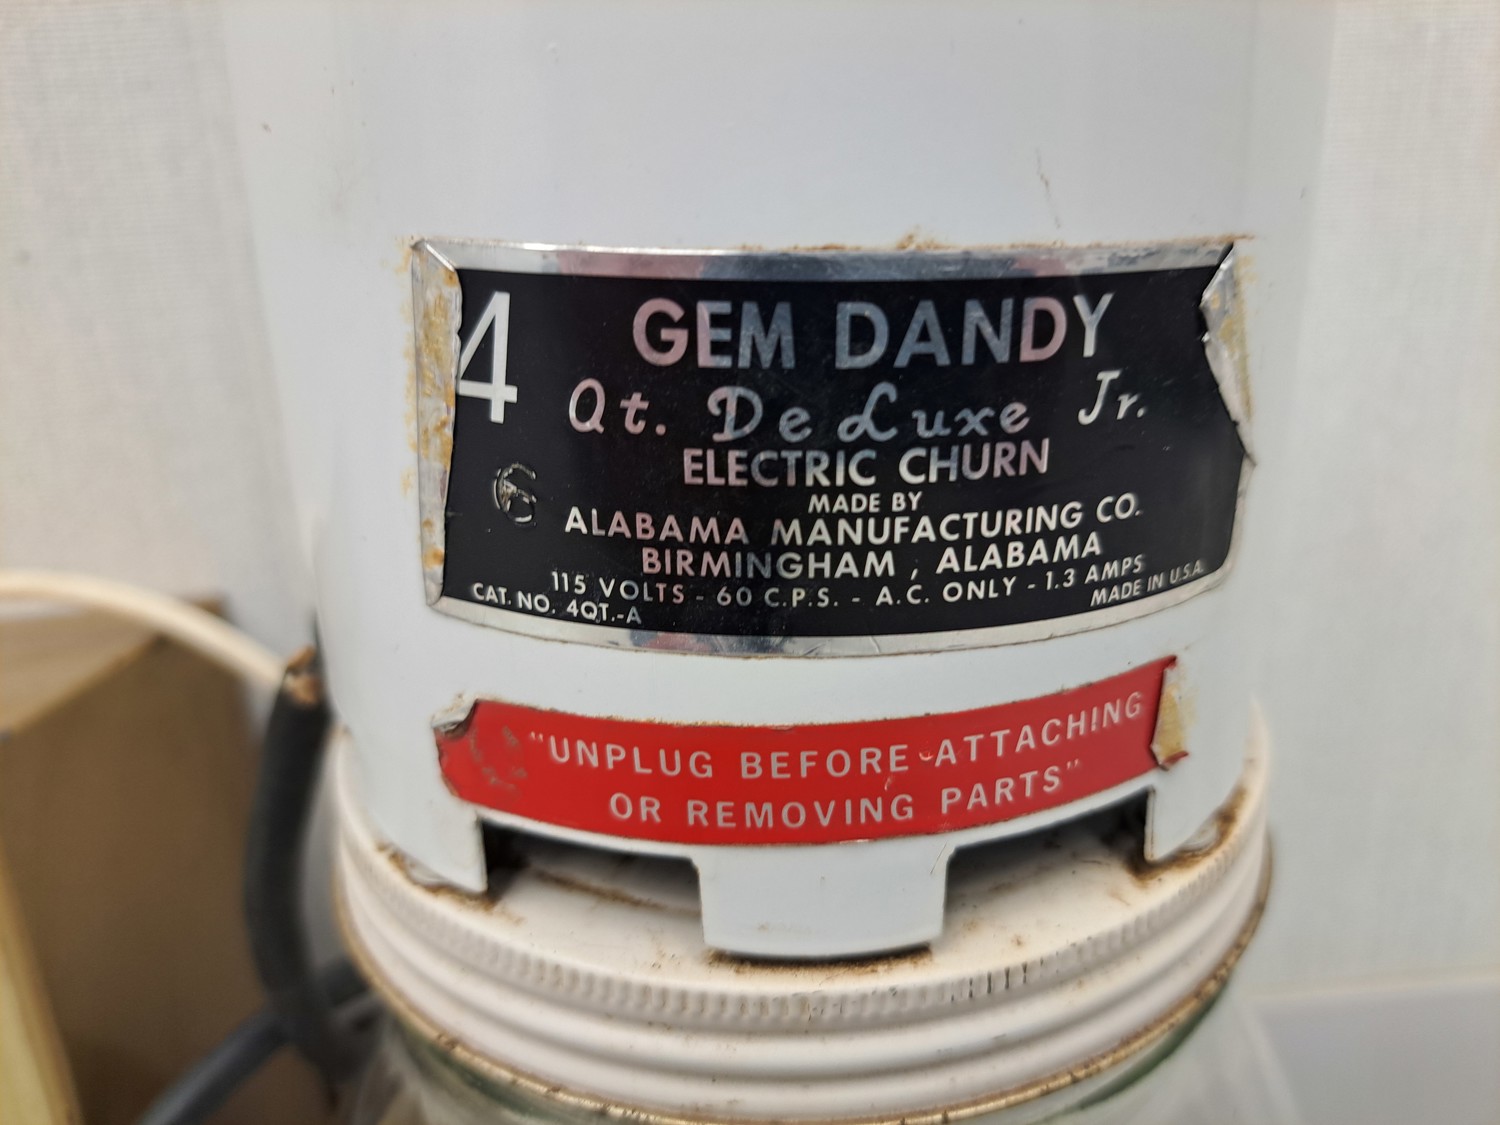 GEM DANDY
4 Qt. DeLuxe Jr.
ELECTRIC CHURN
MADE BY
ALABAMA MANUFACTURING CO.
BIRMINGHAM, ALABAMA
115 VOLTS - 60 C.P.S. - A.C. ONLY - 1.3 AMPS
CAT. NO. 4QT.-A MADE IN U.S.A.
"UNPLUG BEFORE ATTACHING
OR REMOVING PARTS"